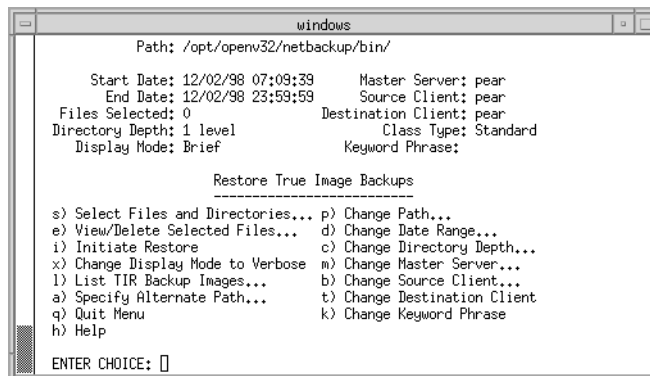 windows
Path: /opt/openv32/netbackup/bin/
Start Date: 12/02/98 07:09:39 Master Server: pear
End Date: 12/02/98 23:59:59 Source Client: pear
Files Selected: 0 Destination Client: pear
Directory Depth: 1 level Class Type: Standard
Display Mode: Brief Keyword Phrase:
Restore True Image Backups
---------------------------
s) Select Files and Directories... p) Change Path...
e) View/Delete Selected Files... d) Change Date Range...
i) Initiate Restore c) Change Directory Depth...
x) Change Display Mode to Verbose m) Change Master Server...
l) List TIR Backup Images... b) Change Source Client...
a) Specify Alternate Path... t) Change Destination Client
q) Quit Menu k) Change Keyword Phrase
h) Help
ENTER CHOICE: